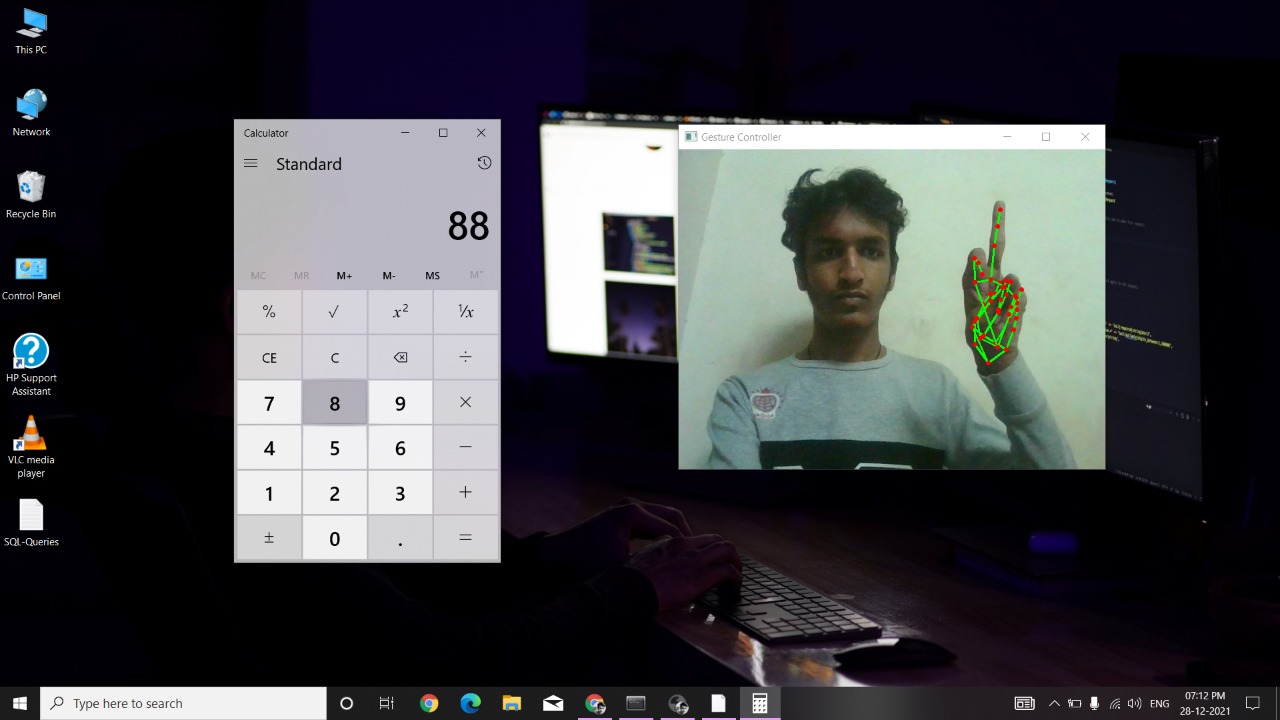 This PC
Network
Recycle Bin
Control Panel
HP Support
Assistant
VLC media
player
SQL-Queries
Calculator
Standard
88
MC MR M+ M- MS M˅
% √ x² ¹/x
CE C ÷
7 8 9 ×
4 5 6 −
1 2 3 +
± 0 . =
Gesture Controller
Type here to search
ENG
07:12 PM
28-12-2021